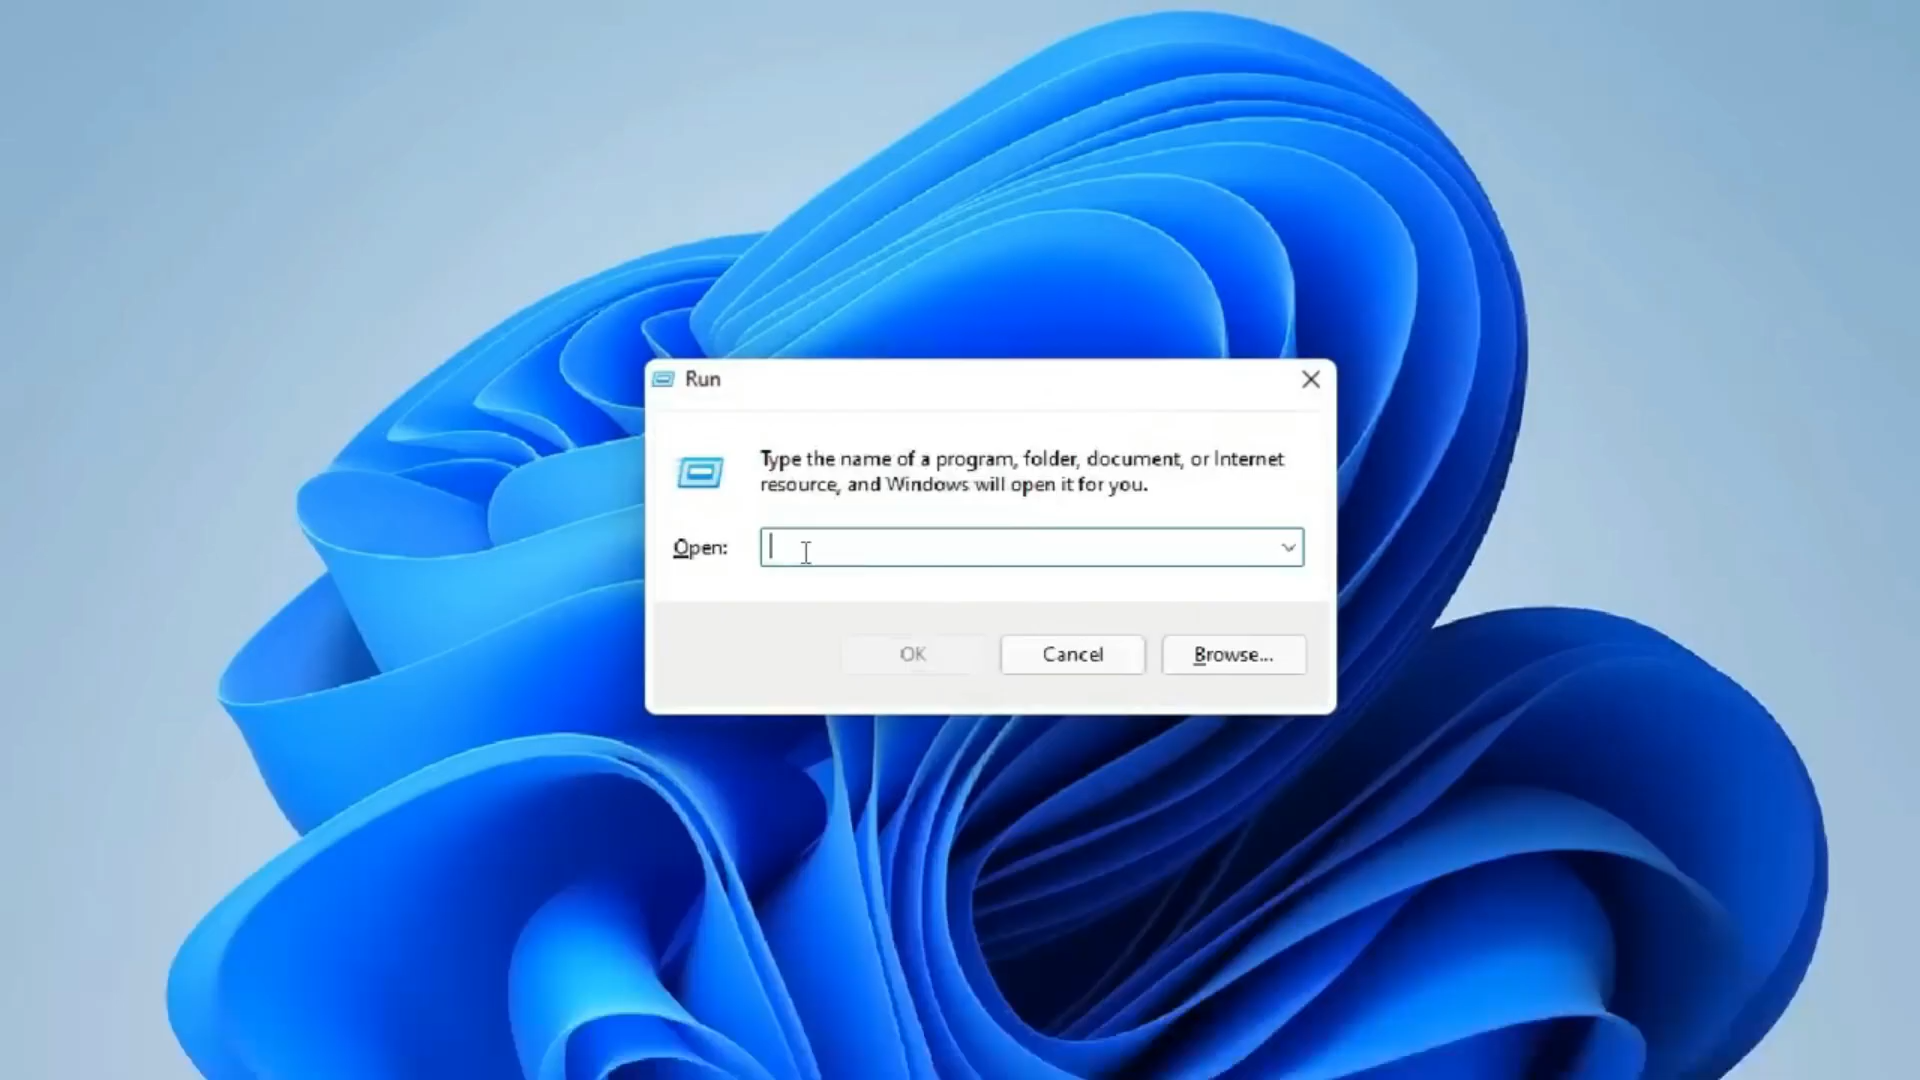 Run
Type the name of a program, folder, document, or Internet
resource, and Windows will open it for you.
Open:
OK
Cancel
Browse...